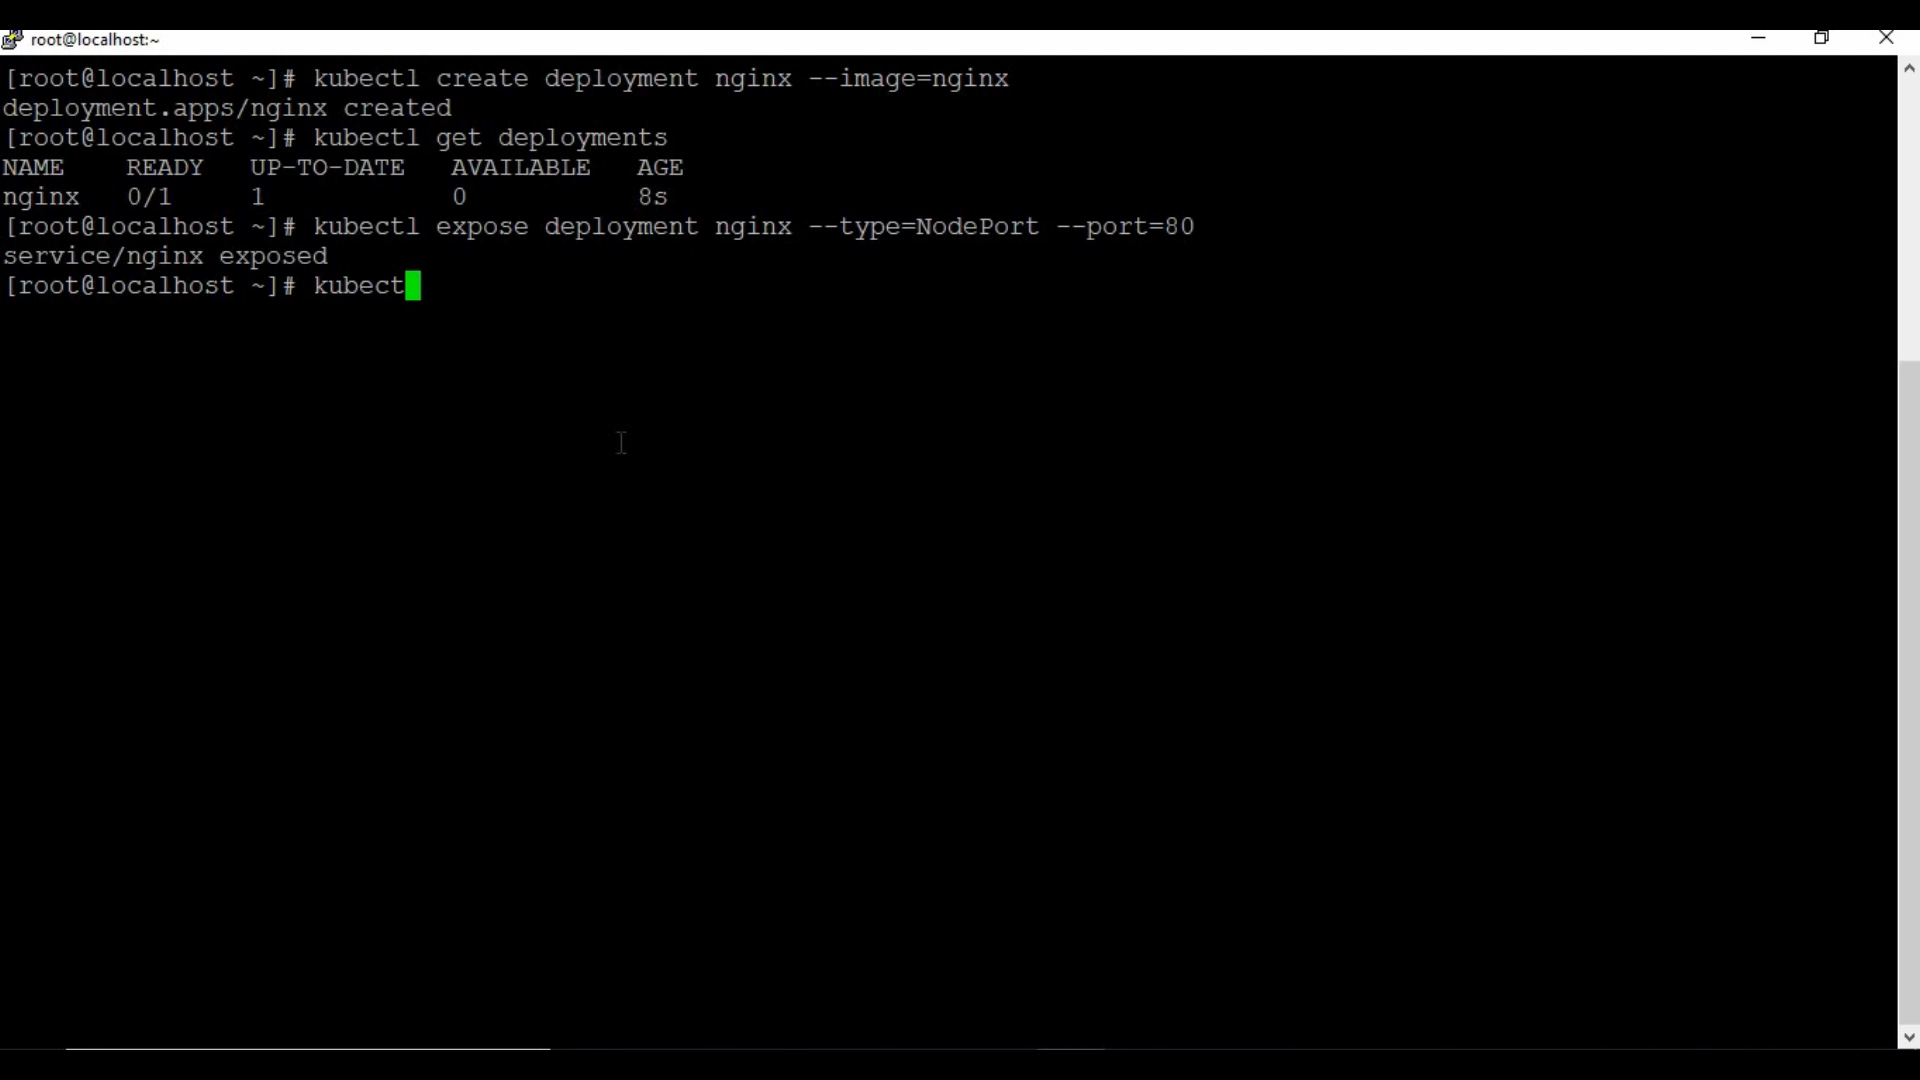 root@localhost:~
[root@localhost ~]# kubectl create deployment nginx --image=nginx
deployment.apps/nginx created
[root@localhost ~]# kubectl get deployments
NAME    READY   UP-TO-DATE   AVAILABLE   AGE
nginx   0/1     1            0           8s
[root@localhost ~]# kubectl expose deployment nginx --type=NodePort --port=80
service/nginx exposed
[root@localhost ~]# kubect